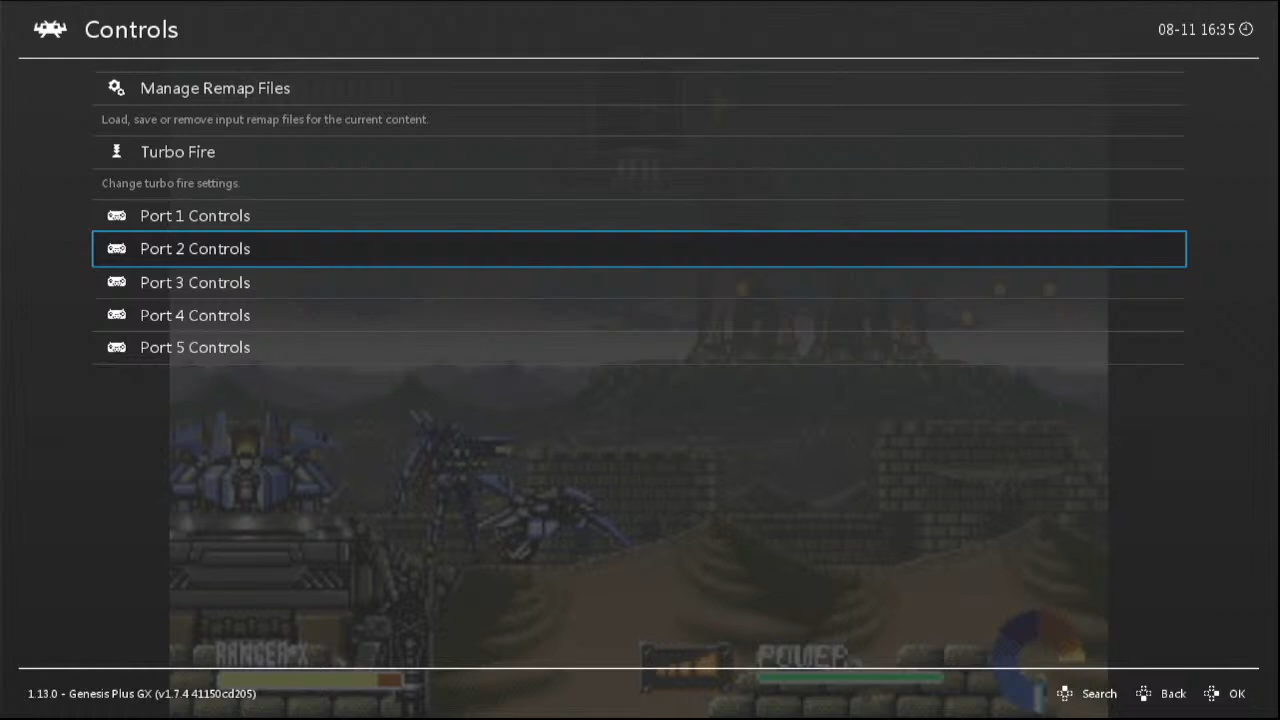 Controls
08-11 16:35
Manage Remap Files
Load, save or remove input remap files for the current content.
Turbo Fire
Change turbo fire settings.
Port 1 Controls
Port 2 Controls
Port 3 Controls
Port 4 Controls
Port 5 Controls
RANGER-X
POWER
1.13.0 - Genesis Plus GX (v1.7.4 41150cd205)
Search
Back
OK